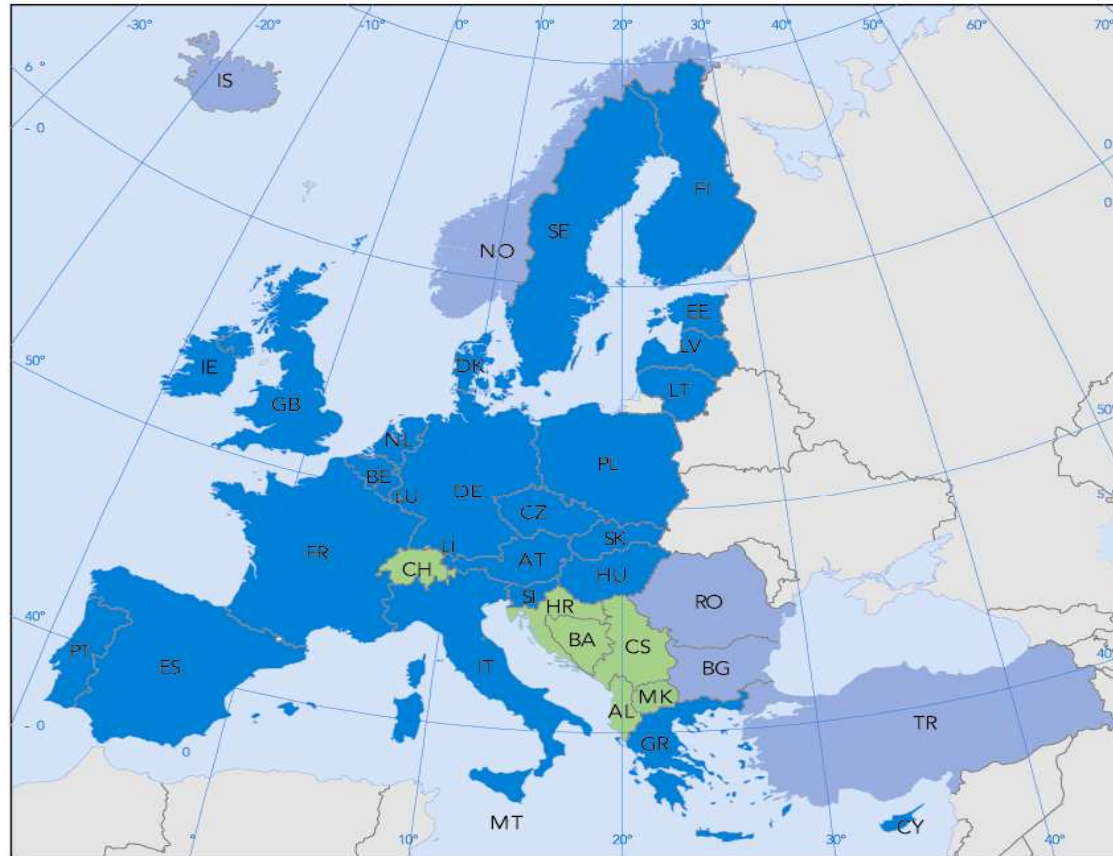 -30° -20° -10° 0° 10° 20° 30° 40° 50° 60° 70°
6 °
- 0
IS
0
0
FI
SE
NO
EE
LV
LT
DK
IE
GB
50°
50°
NL
BE
LU
DE
PL
CZ
SK
5
FR
LI
AT
CH
HU
SI
HR
RO
BA
CS
40°
PT
ES
IT
BG
40°
MK
AL
GR
TR
- 0
0
MT
CY
°
10°
20°
30°
40°